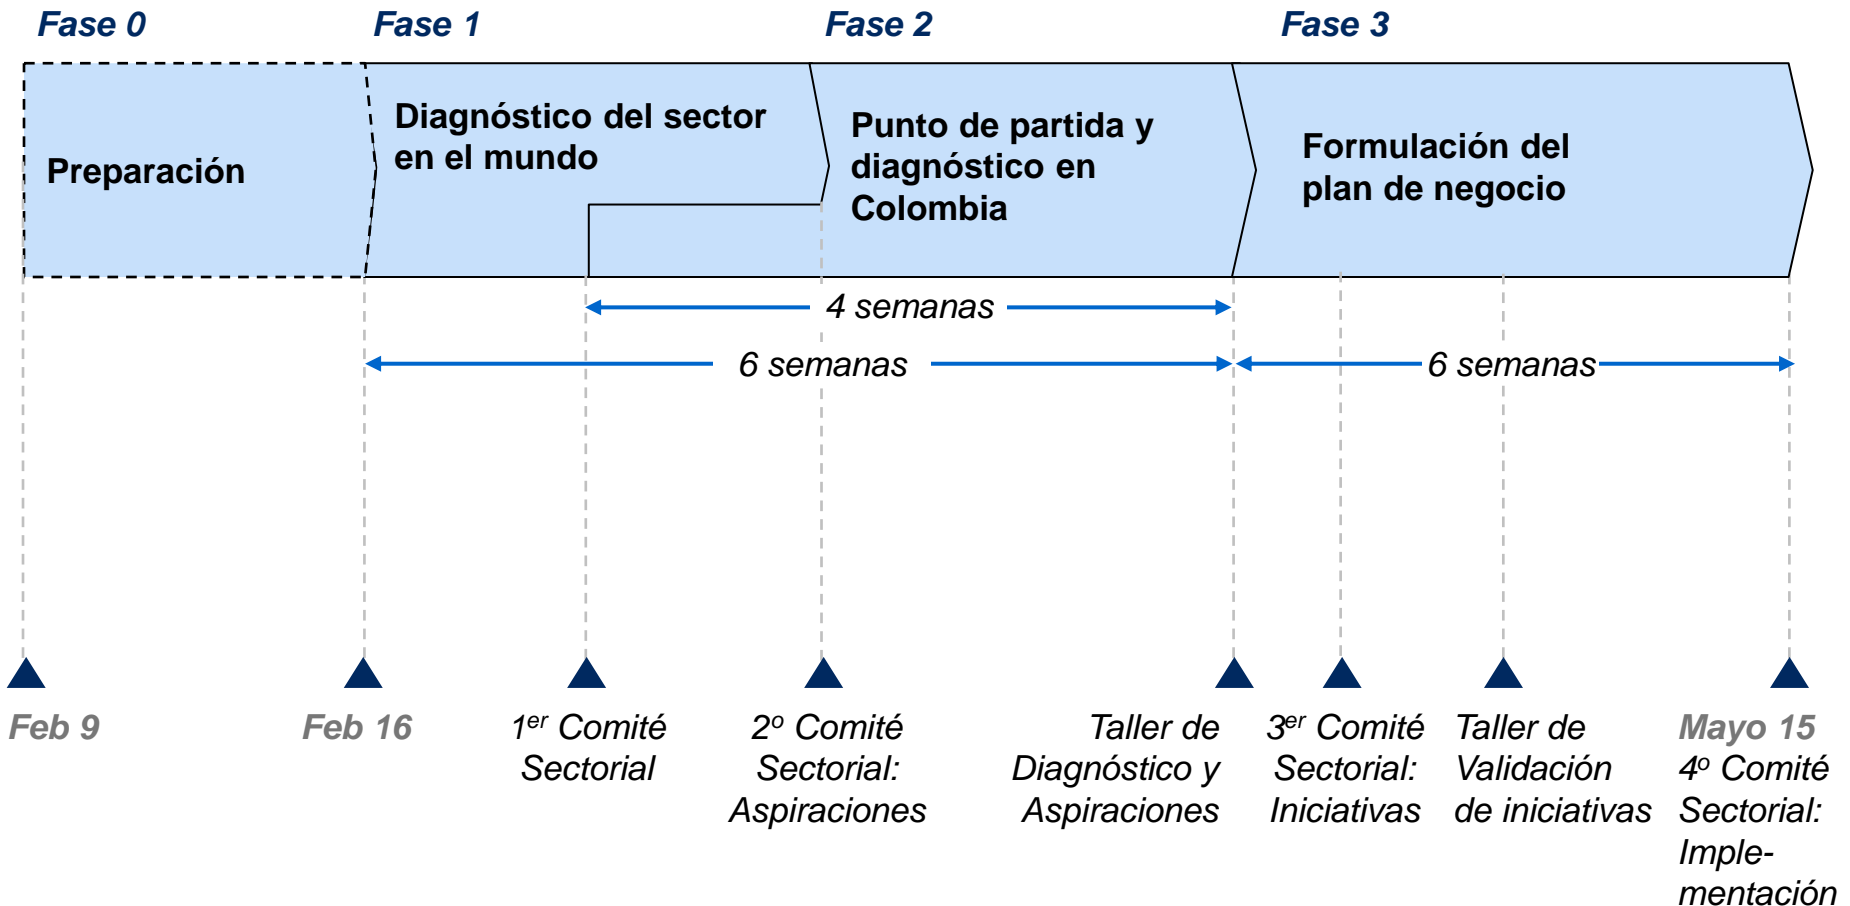 Fase 0
Fase 1
Fase 2
Fase 3
Preparación
Diagnóstico del sector
en el mundo
Punto de partida y
diagnóstico en
Colombia
Formulación del
plan de negocio
4 semanas
6 semanas
6 semanas
Feb 9
Feb 16
1er Comité
Sectorial
2o Comité
Sectorial:
Aspiraciones
Taller de
Diagnóstico y
Aspiraciones
3er Comité
Sectorial:
Iniciativas
Taller de
Validación
de iniciativas
Mayo 15
4o Comité
Sectorial:
Imple-
mentación